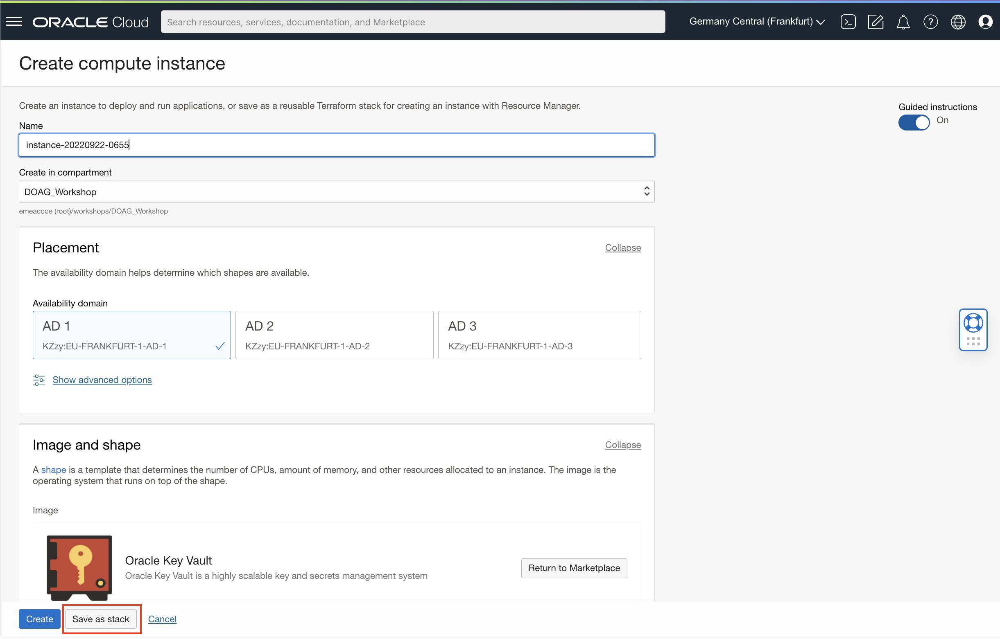 ORACLE Cloud
Search resources, services, documentation, and Marketplace
Germany Central (Frankfurt)
Create compute instance
Create an instance to deploy and run applications, or save as a reusable Terraform stack for creating an instance with Resource Manager.
Guided instructions
On
Name
instance-20220922-0655
Create in compartment
DOAG_Workshop
emeaccoe (root)/workshops/DOAG_Workshop
Placement
Collapse
The availability domain helps determine which shapes are available.
Availability domain
AD 1
KZzy:EU-FRANKFURT-1-AD-1
AD 2
KZzy:EU-FRANKFURT-1-AD-2
AD 3
KZzy:EU-FRANKFURT-1-AD-3
Show advanced options
Image and shape
Collapse
A shape is a template that determines the number of CPUs, amount of memory, and other resources allocated to an instance. The image is the
operating system that runs on top of the shape.
Image
Oracle Key Vault
Oracle Key Vault is a highly scalable key and secrets management system
Return to Marketplace
Create
Save as stack
Cancel